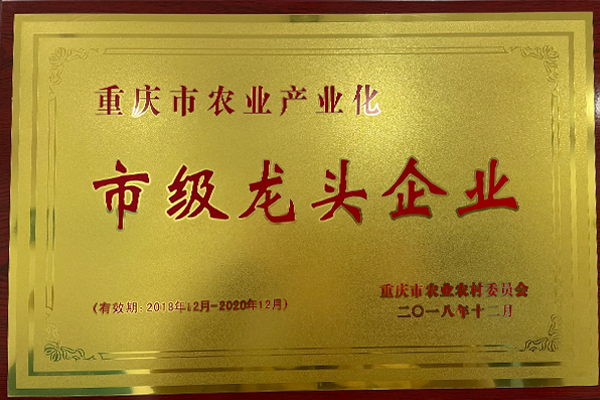 重庆市农业产业化
市级龙头企业
(有效期:2018年12月-2020年12月)
重庆市农业农村委员会
二〇一八年十二月